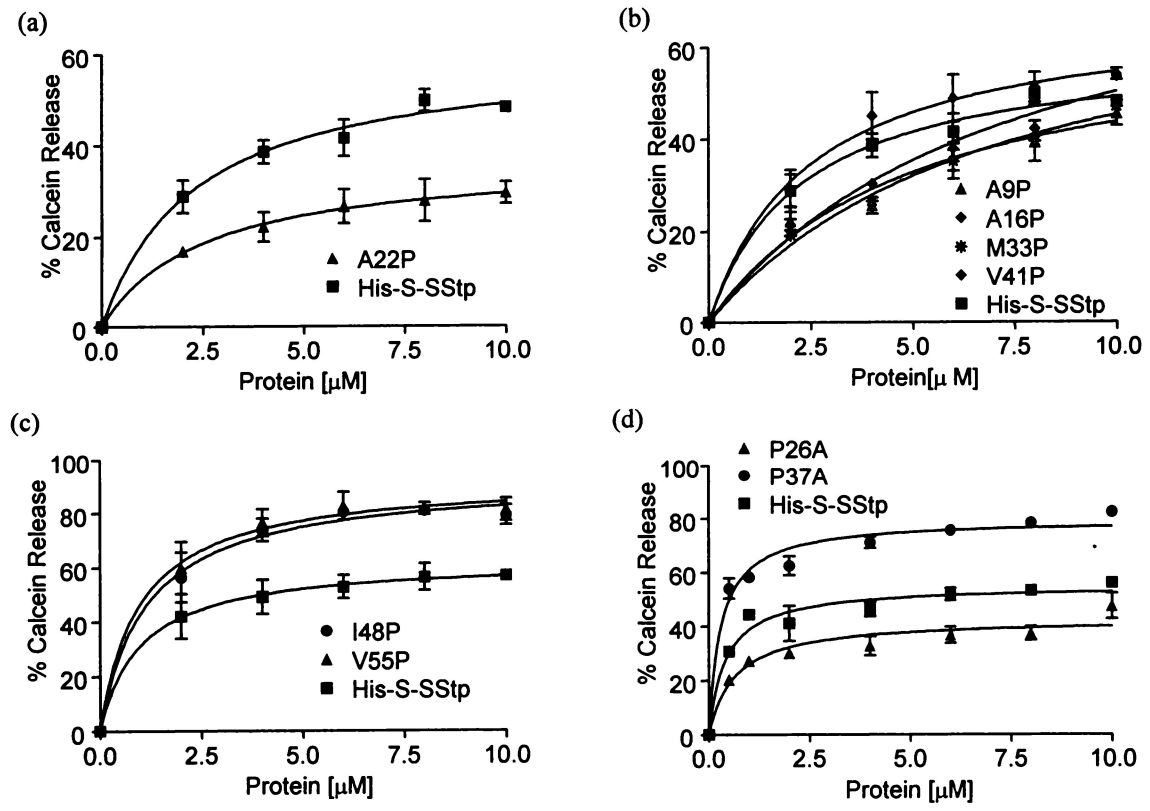 (a)
60
40
20
0
% Calcein Release
A22P
His-S-SStp
0.0 2.5 5.0 7.5 10.0
Protein [μM]
(b)
60
40
20
0
% Calcein Release
A9P
A16P
M33P
V41P
His-S-SStp
0.0 2.5 5.0 7.5 10.0
Protein[μ M]
(c)
100
80
60
40
20
0
% Calcein Release
I48P
V55P
His-S-SStp
0.0 2.5 5.0 7.5 10.0
Protein [μM]
(d)
P26A
P37A
His-S-SStp
100
80
60
40
20
0
% Calcein Release
0.0 2.5 5.0 7.5 10.0
Protein [μM]